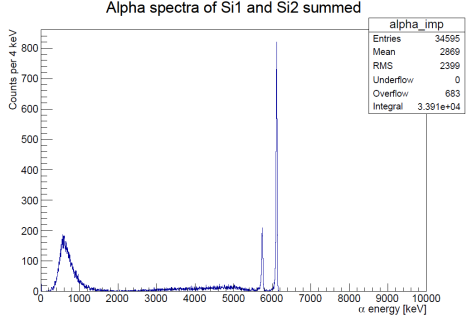 Alpha spectra of Si1 and Si2 summed
alpha_imp
Entries 34595
Mean 2869
RMS 2399
Underflow 0
Overflow 683
Integral 3.391e+04
Counts per 4 keV
800
700
600
500
400
300
200
100
0
0 1000 2000 3000 4000 5000 6000 7000 8000 9000 10000
α energy [keV]